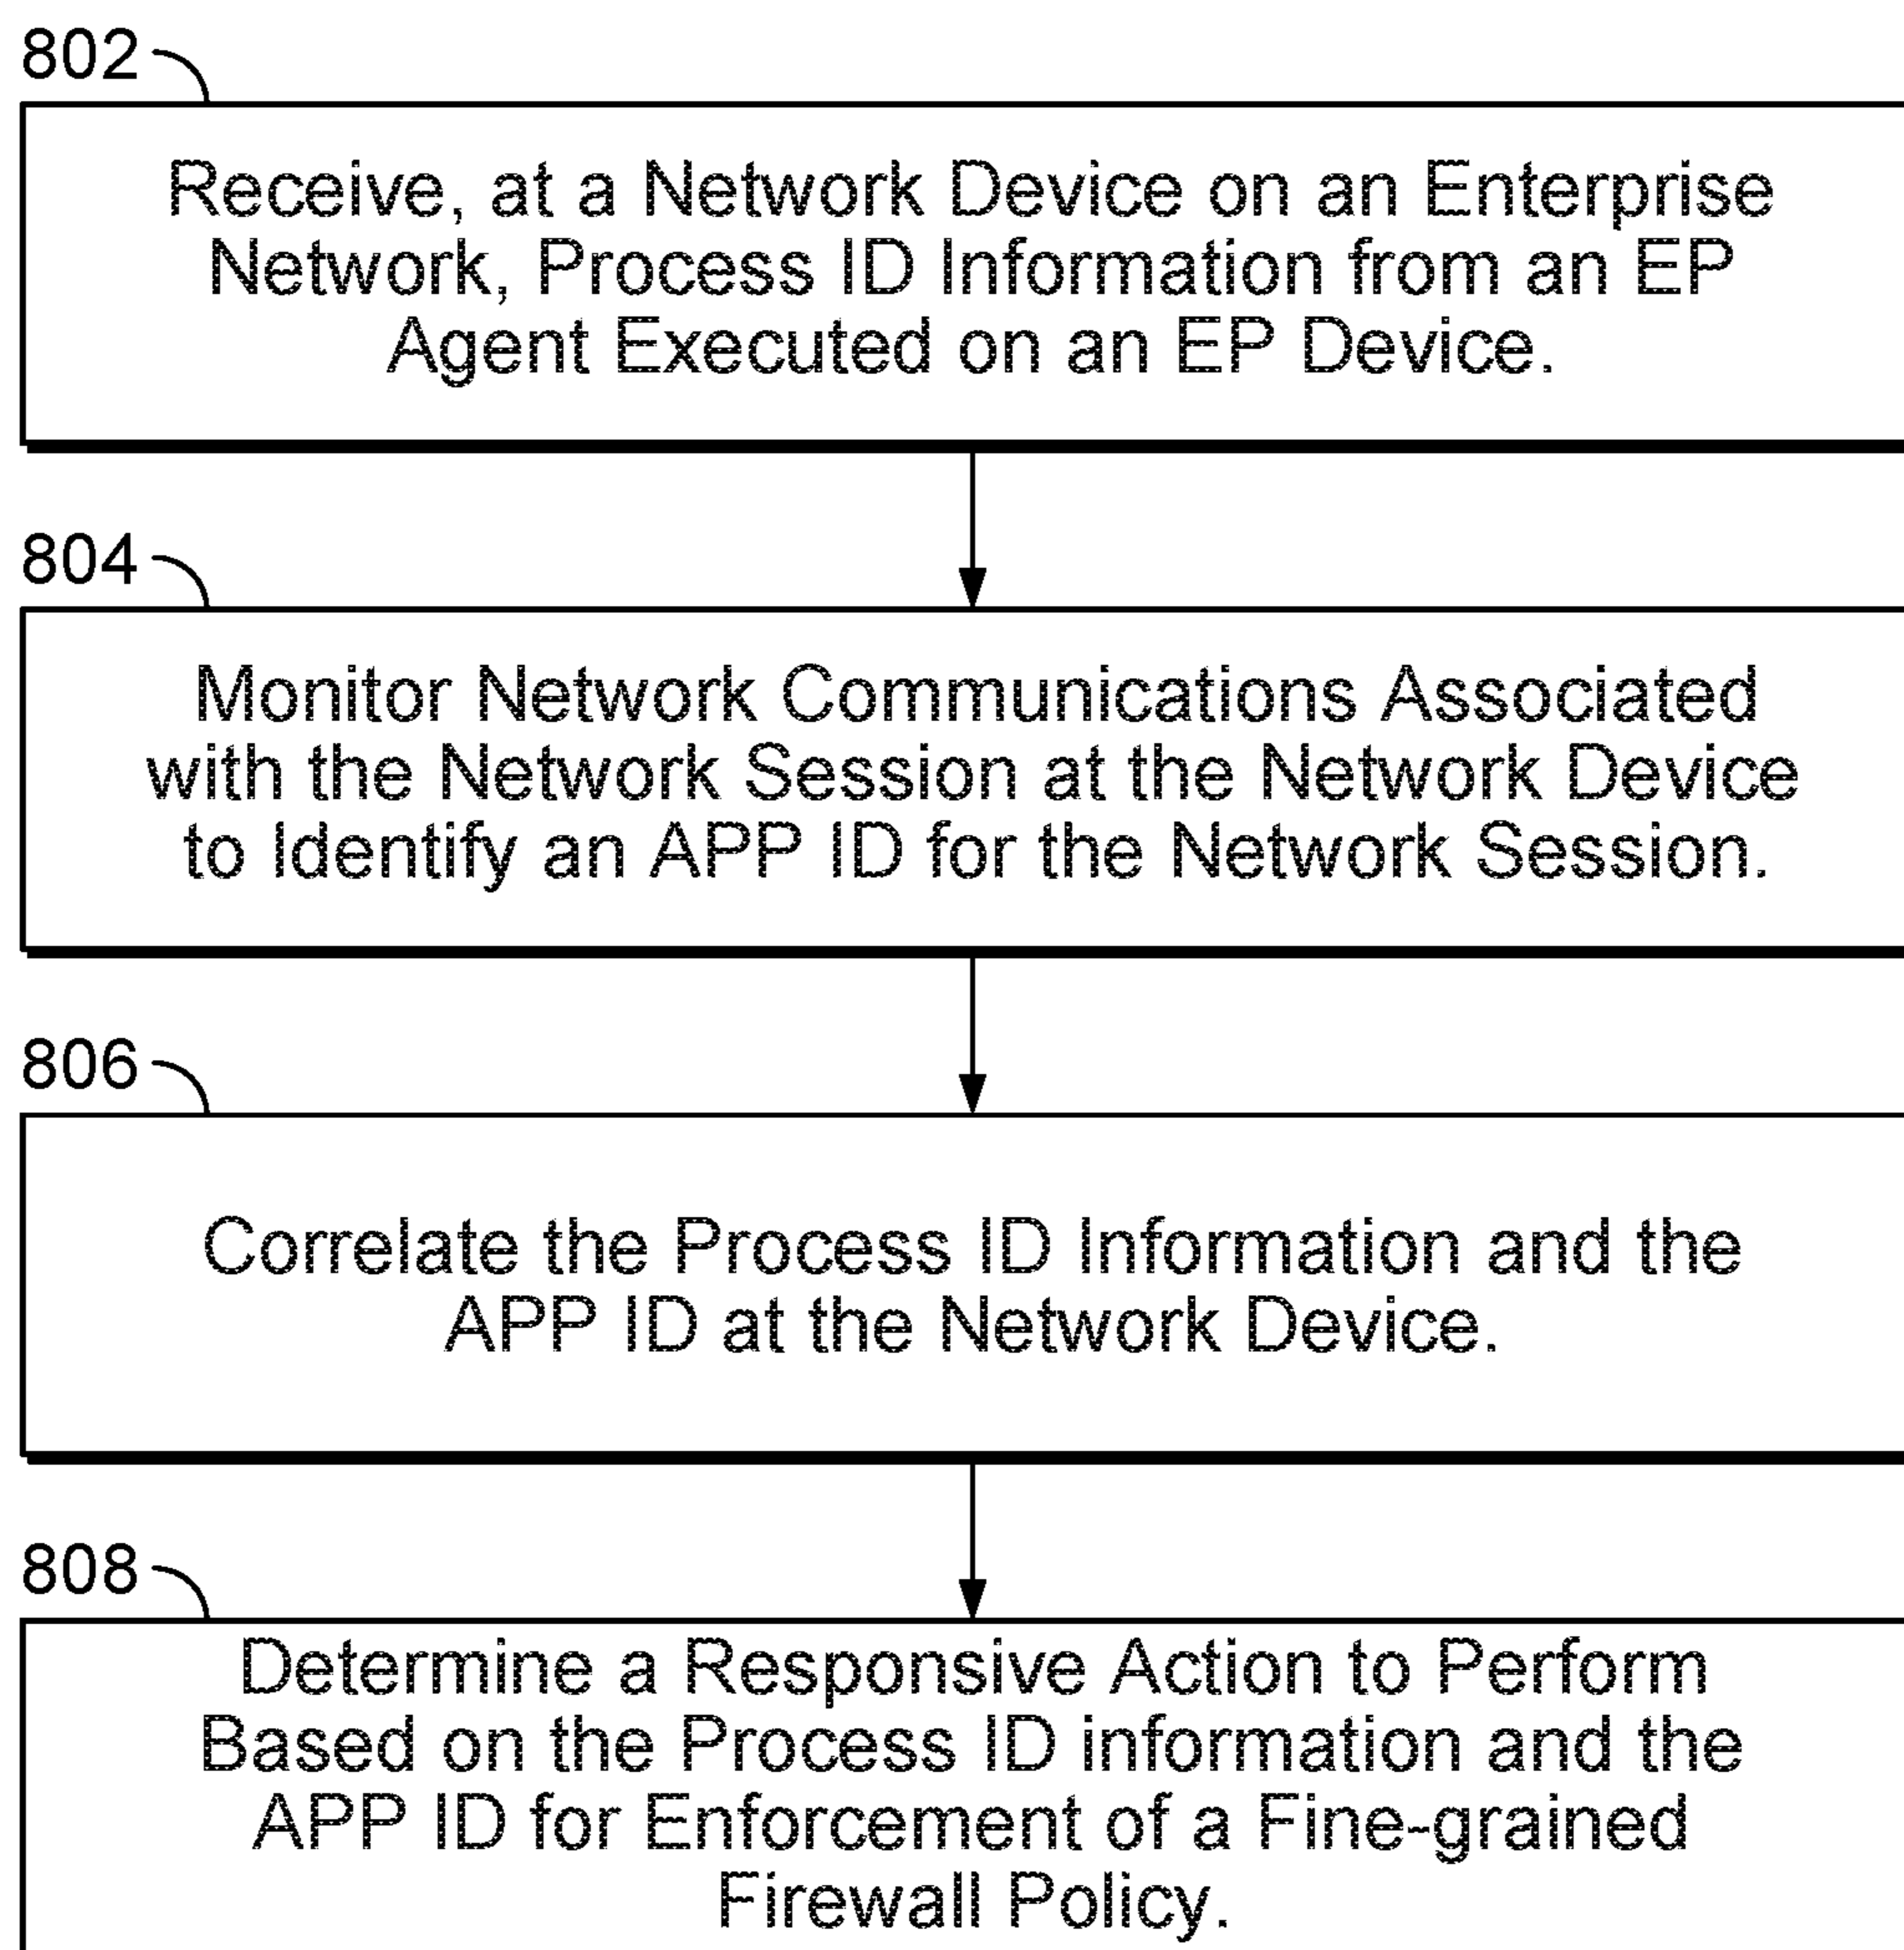 802
Receive, at a Network Device on an Enterprise
Network, Process ID Information from an EP
Agent Executed on an EP Device.
804
Monitor Network Communications Associated
with the Network Session at the Network Device
to Identify an APP ID for the Network Session.
806
Correlate the Process ID Information and the
APP ID at the Network Device.
808
Determine a Responsive Action to Perform
Based on the Process ID information and the
APP ID for Enforcement of a Fine-grained
Firewall Policy.